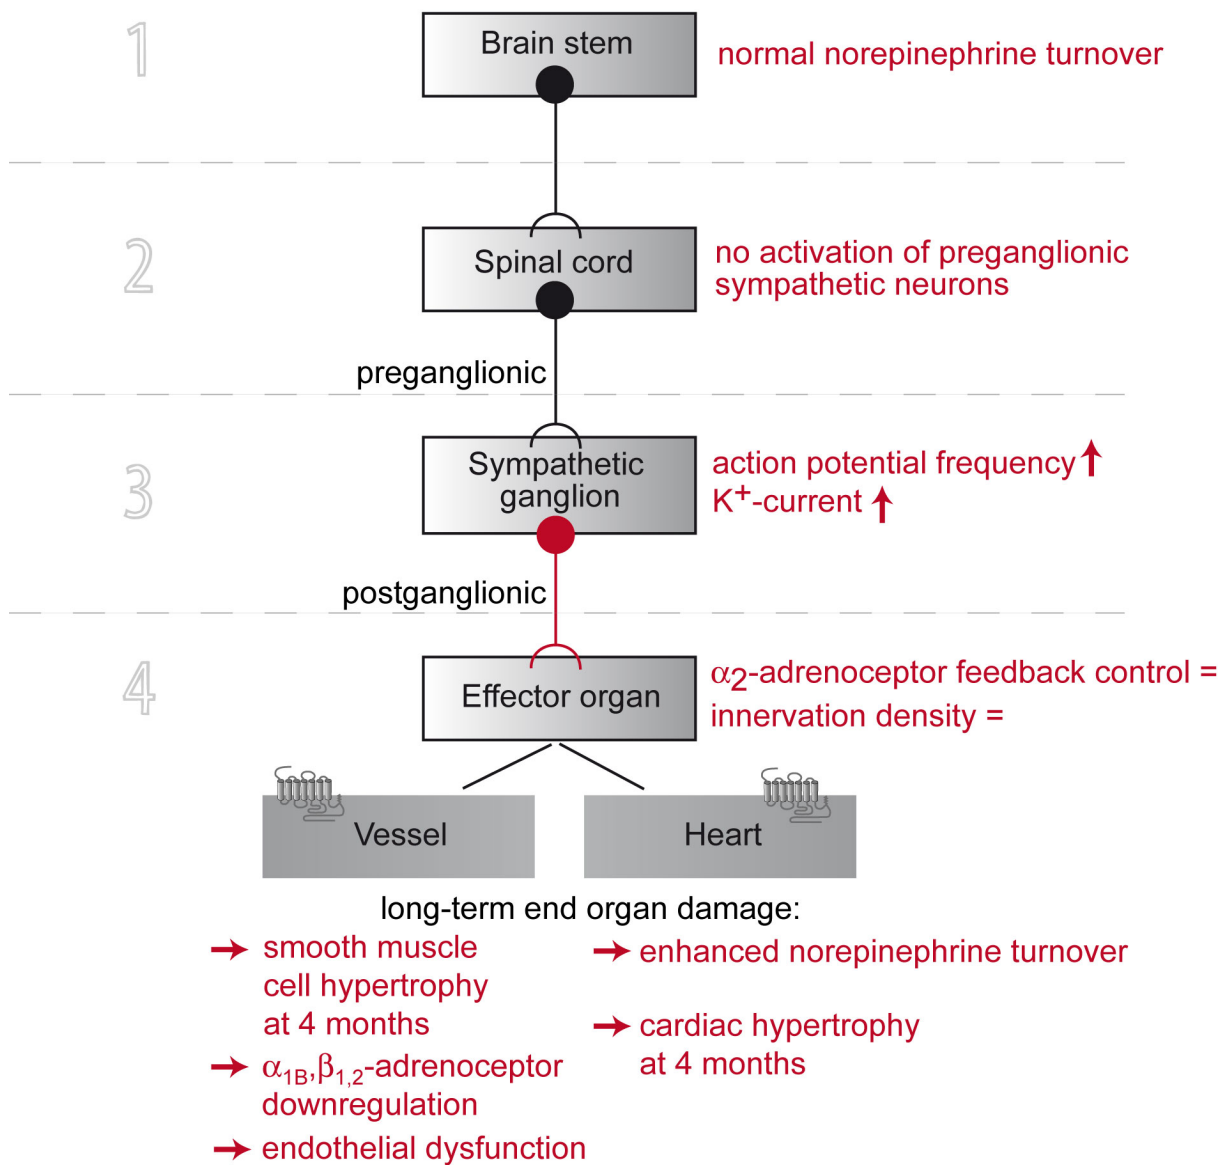 1
Brain stem
normal norepinephrine turnover
2
Spinal cord
no activation of preganglionic
sympathetic neurons
preganglionic
3
Sympathetic
ganglion
action potential frequency ↑
K⁺-current ↑
postganglionic
4
Effector organ
α₂-adrenoceptor feedback control =
innervation density =
Vessel
Heart
long-term end organ damage:
→ smooth muscle
cell hypertrophy
at 4 months
→ α₁B,β₁,₂-adrenoceptor
downregulation
→ endothelial dysfunction
→ enhanced norepinephrine turnover
→ cardiac hypertrophy
at 4 months